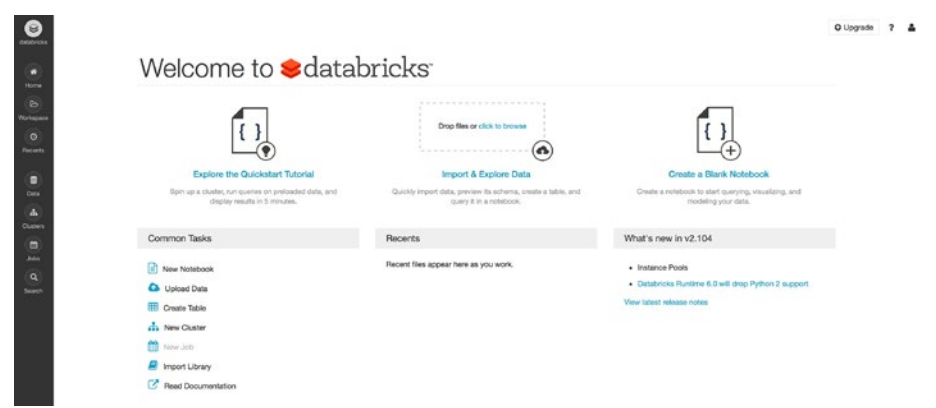 databricks
Upgrade ?
Home
Workspace
Recents
Data
Clusters
Jobs
Search
Welcome to databricks
{ }
Explore the Quickstart Tutorial
Spin up a cluster, run queries on preloaded data, and
display results in 5 minutes.
Drop files or click to browse
Import & Explore Data
Quickly import data, preview its schema, create a table, and
query it in a notebook.
{ }
Create a Blank Notebook
Create a notebook to start querying, visualizing, and
modeling your data.
Common Tasks
New Notebook
Upload Data
Create Table
New Cluster
New Job
Import Library
Read Documentation
Recents
Recent files appear here as you work.
What's new in v2.104
• Instance Pools
• Databricks Runtime 6.0 will drop Python 2 support
View latest release notes